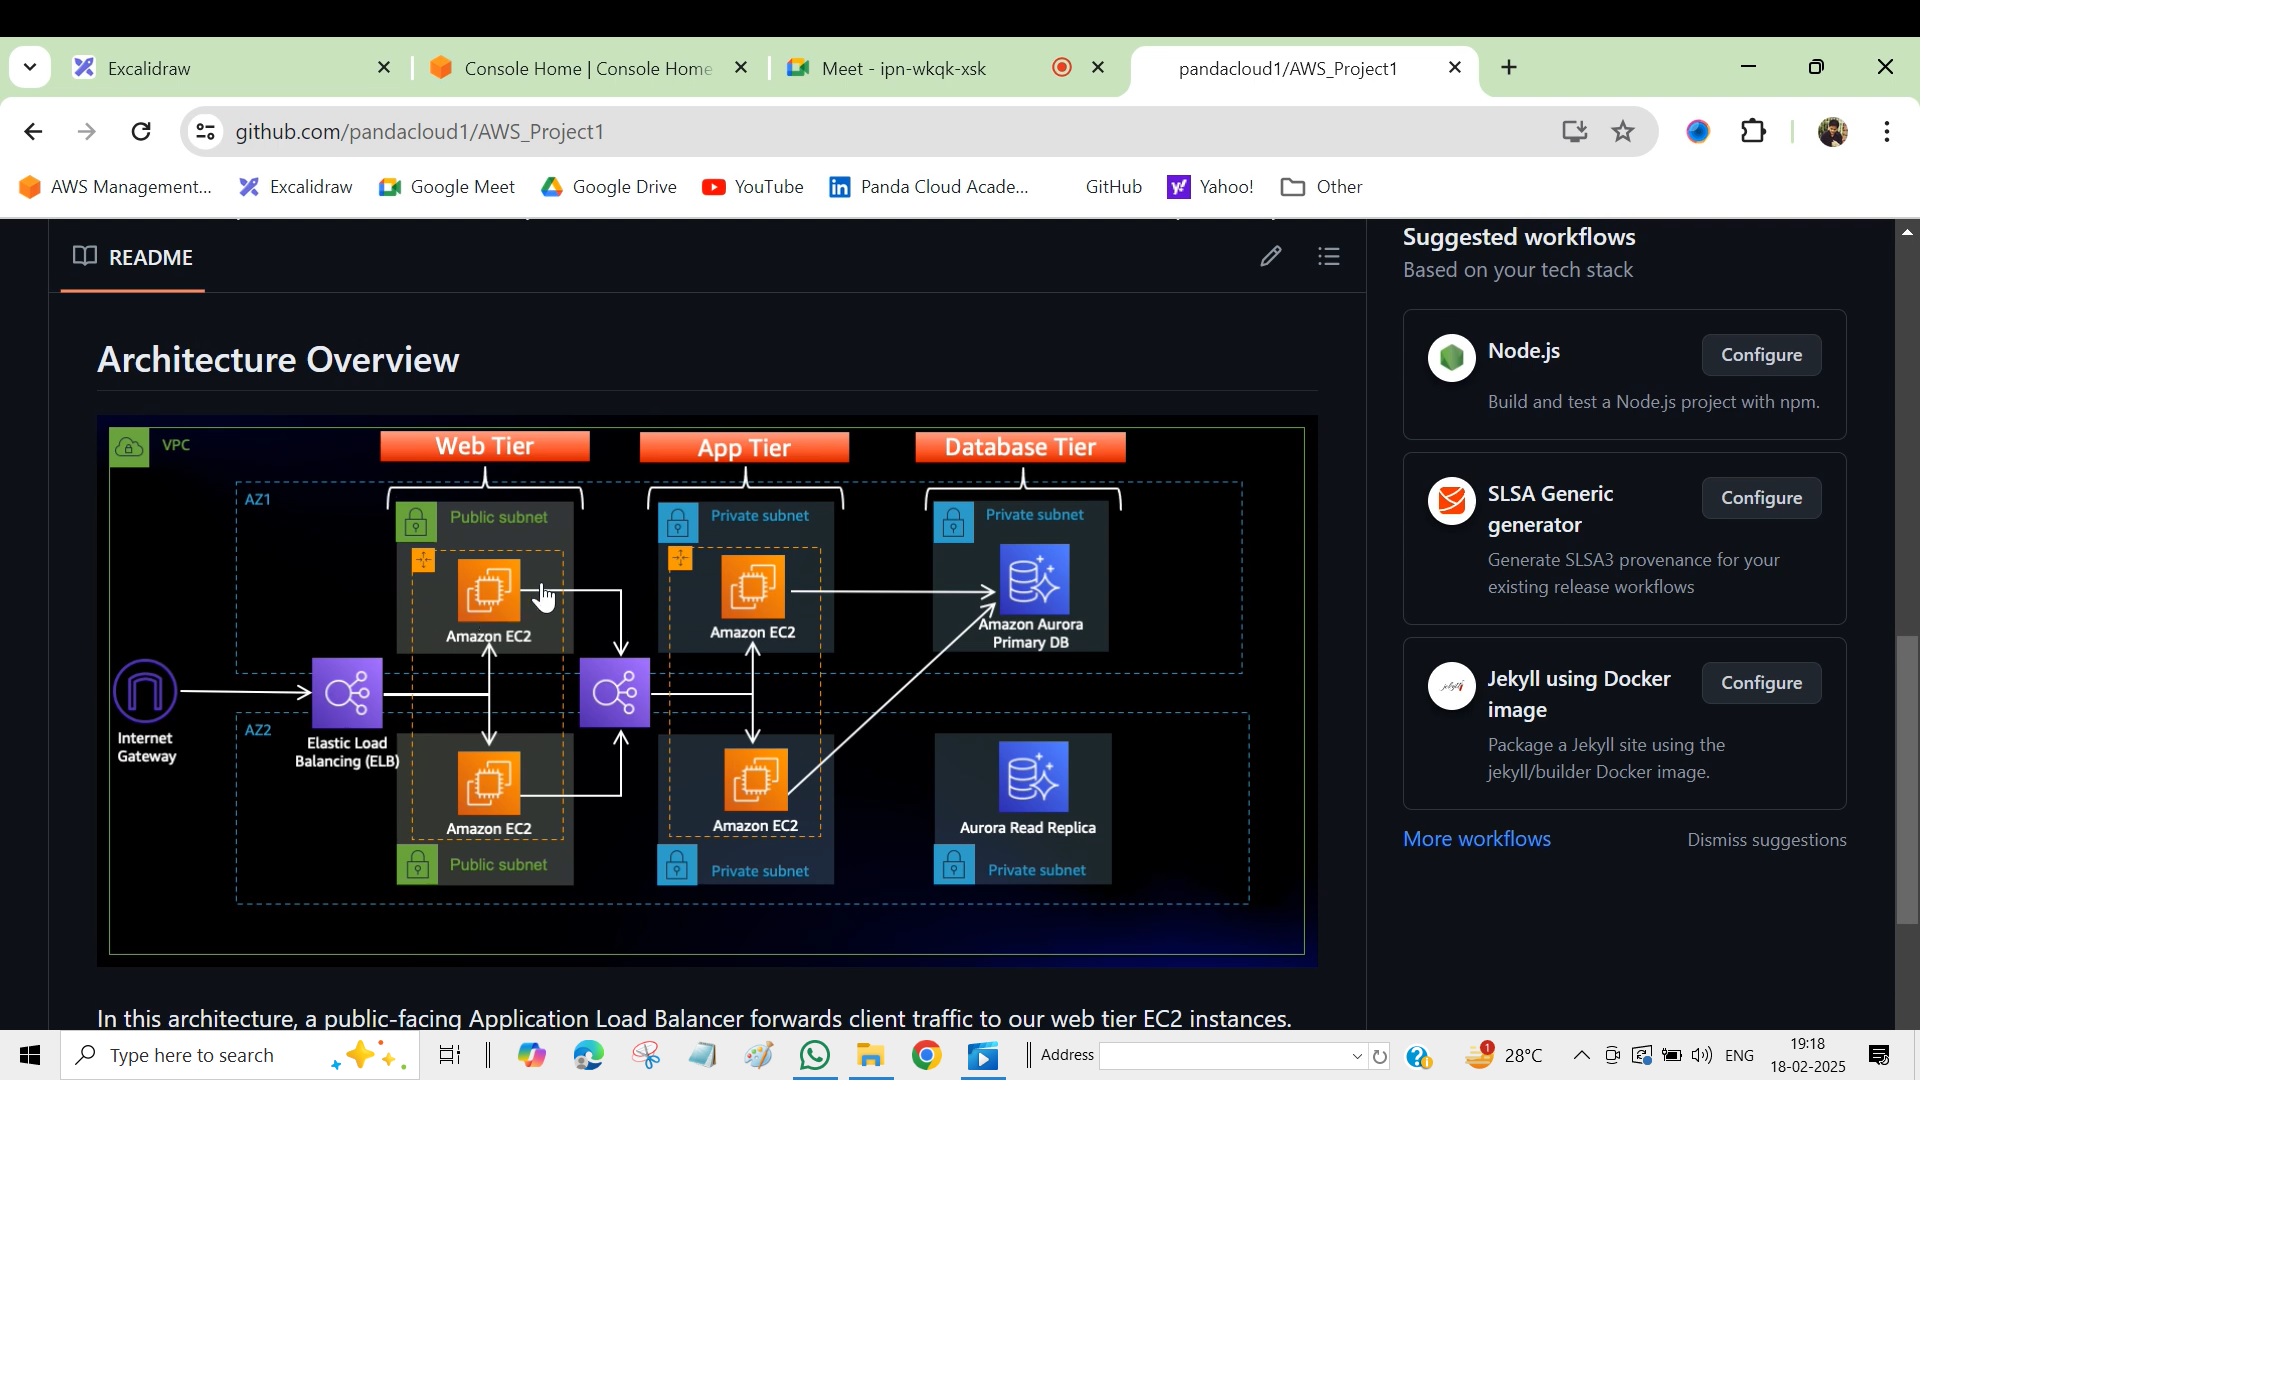 Excalidraw
Console Home | Console Home
Meet - ipn-wkqk-xsk
pandacloud1/AWS_Project1
github.com/pandacloud1/AWS_Project1
AWS Management...
Excalidraw
Google Meet
Google Drive
YouTube
Panda Cloud Acade...
GitHub
Yahoo!
Other
README
Suggested workflows
Based on your tech stack
Architecture Overview
Node.js
Configure
Build and test a Node.js project with npm.
SLSA Generic
generator
Configure
Generate SLSA3 provenance for your
existing release workflows
Jekyll using Docker
image
Configure
Package a Jekyll site using the
jekyll/builder Docker image.
More workflows
Dismiss suggestions
VPC
Web Tier
App Tier
Database Tier
AZ1
Public subnet
Private subnet
Private subnet
Amazon EC2
Amazon EC2
Amazon Aurora
Primary DB
Internet
Gateway
AZ2
Elastic Load
Balancing (ELB)
Amazon EC2
Amazon EC2
Aurora Read Replica
Public subnet
Private subnet
Private subnet
In this architecture, a public-facing Application Load Balancer forwards client traffic to our web tier EC2 instances.
Type here to search
Address
1
28°C
ENG
19:18
18-02-2025